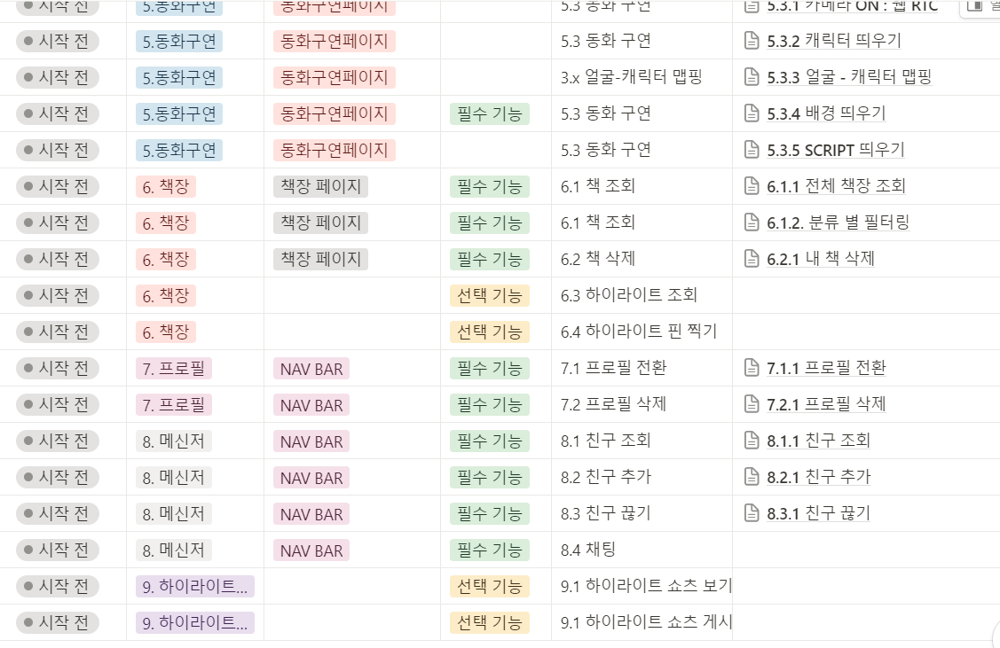 시작 전 5.동화구연 동화구연페이지 5.3 동화 구연 5.3.1 카메라 ON : 웹 RTC
시작 전 5.동화구연 동화구연페이지 5.3 동화 구연 5.3.2 캐릭터 띄우기
시작 전 5.동화구연 동화구연페이지 3.x 얼굴-캐릭터 맵핑 5.3.3 얼굴 - 캐릭터 맵핑
시작 전 5.동화구연 동화구연페이지 필수 기능 5.3 동화 구연 5.3.4 배경 띄우기
시작 전 5.동화구연 동화구연페이지 5.3 동화 구연 5.3.5 SCRIPT 띄우기
시작 전 6. 책장 책장 페이지 필수 기능 6.1 책 조회 6.1.1 전체 책장 조회
시작 전 6. 책장 책장 페이지 필수 기능 6.1 책 조회 6.1.2. 분류 별 필터링
시작 전 6. 책장 책장 페이지 필수 기능 6.2 책 삭제 6.2.1 내 책 삭제
시작 전 6. 책장 선택 기능 6.3 하이라이트 조회
시작 전 6. 책장 선택 기능 6.4 하이라이트 핀 찍기
시작 전 7. 프로필 NAV BAR 필수 기능 7.1 프로필 전환 7.1.1 프로필 전환
시작 전 7. 프로필 NAV BAR 필수 기능 7.2 프로필 삭제 7.2.1 프로필 삭제
시작 전 8. 메신저 NAV BAR 필수 기능 8.1 친구 조회 8.1.1 친구 조회
시작 전 8. 메신저 NAV BAR 필수 기능 8.2 친구 추가 8.2.1 친구 추가
시작 전 8. 메신저 NAV BAR 필수 기능 8.3 친구 끊기 8.3.1 친구 끊기
시작 전 8. 메신저 NAV BAR 필수 기능 8.4 채팅
시작 전 9. 하이라이트... 선택 기능 9.1 하이라이트 쇼츠 보기
시작 전 9. 하이라이트... 선택 기능 9.1 하이라이트 쇼츠 게시